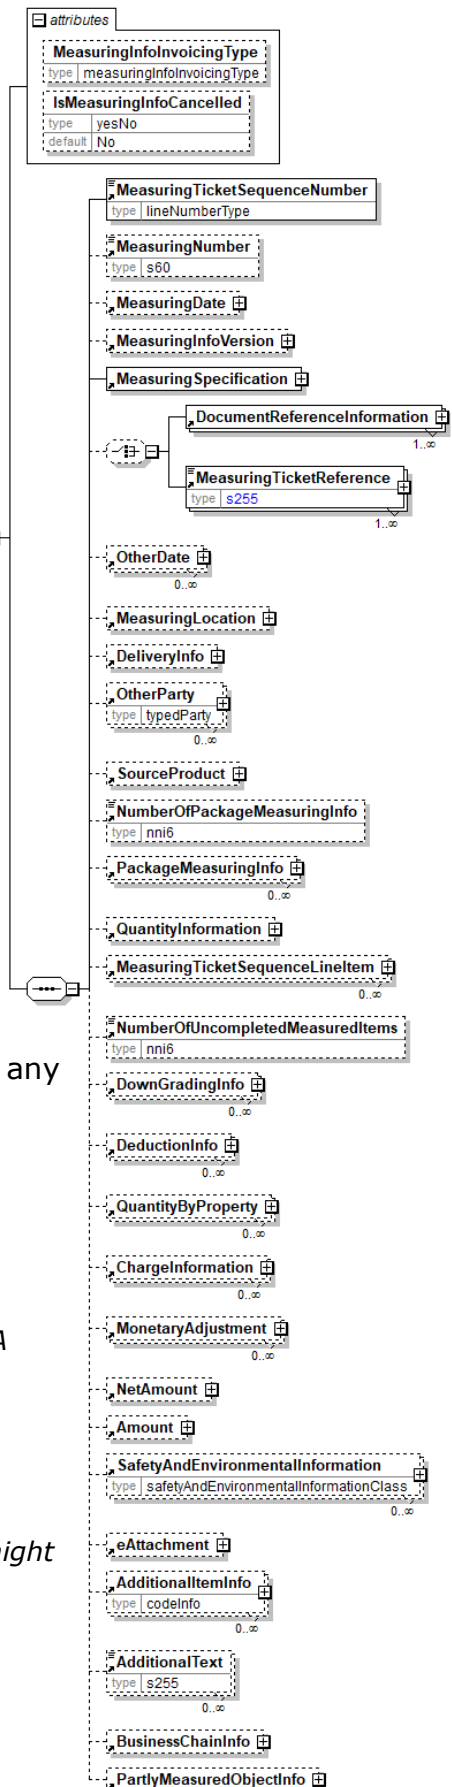 attributes
MeasuringInfoInvoicingType
type measuringInfoInvoicingType
IsMeasuringInfoCancelled
type yesNo
default No
MeasuringTicketSequenceNumber
type lineNumberType
MeasuringNumber
type s60
MeasuringDate
MeasuringInfoVersion
MeasuringSpecification
DocumentReferenceInformation
1..∞
MeasuringTicketReference
type s255
1..∞
OtherDate
0..∞
MeasuringLocation
DeliveryInfo
OtherParty
type typedParty
0..∞
SourceProduct
NumberOfPackageMeasuringInfo
type nni6
PackageMeasuringInfo
0..∞
QuantityInformation
MeasuringTicketSequenceLineItem
0..∞
NumberOfUncompletedMeasuredItems
type nni6
any
DownGradingInfo
0..∞
DeductionInfo
0..∞
QuantityByProperty
0..∞
ChargeInformation
0..∞
MonetaryAdjustment
0..∞
A
NetAmount
Amount
SafetyAndEnvironmentalInformation
type safetyAndEnvironmentalInformationClass
0..∞
eAttachment
ight
AdditionalItemInfo
type codeInfo
0..∞
AdditionalText
type s255
0..∞
BusinessChainInfo
PartlyMeasuredObjectInfo